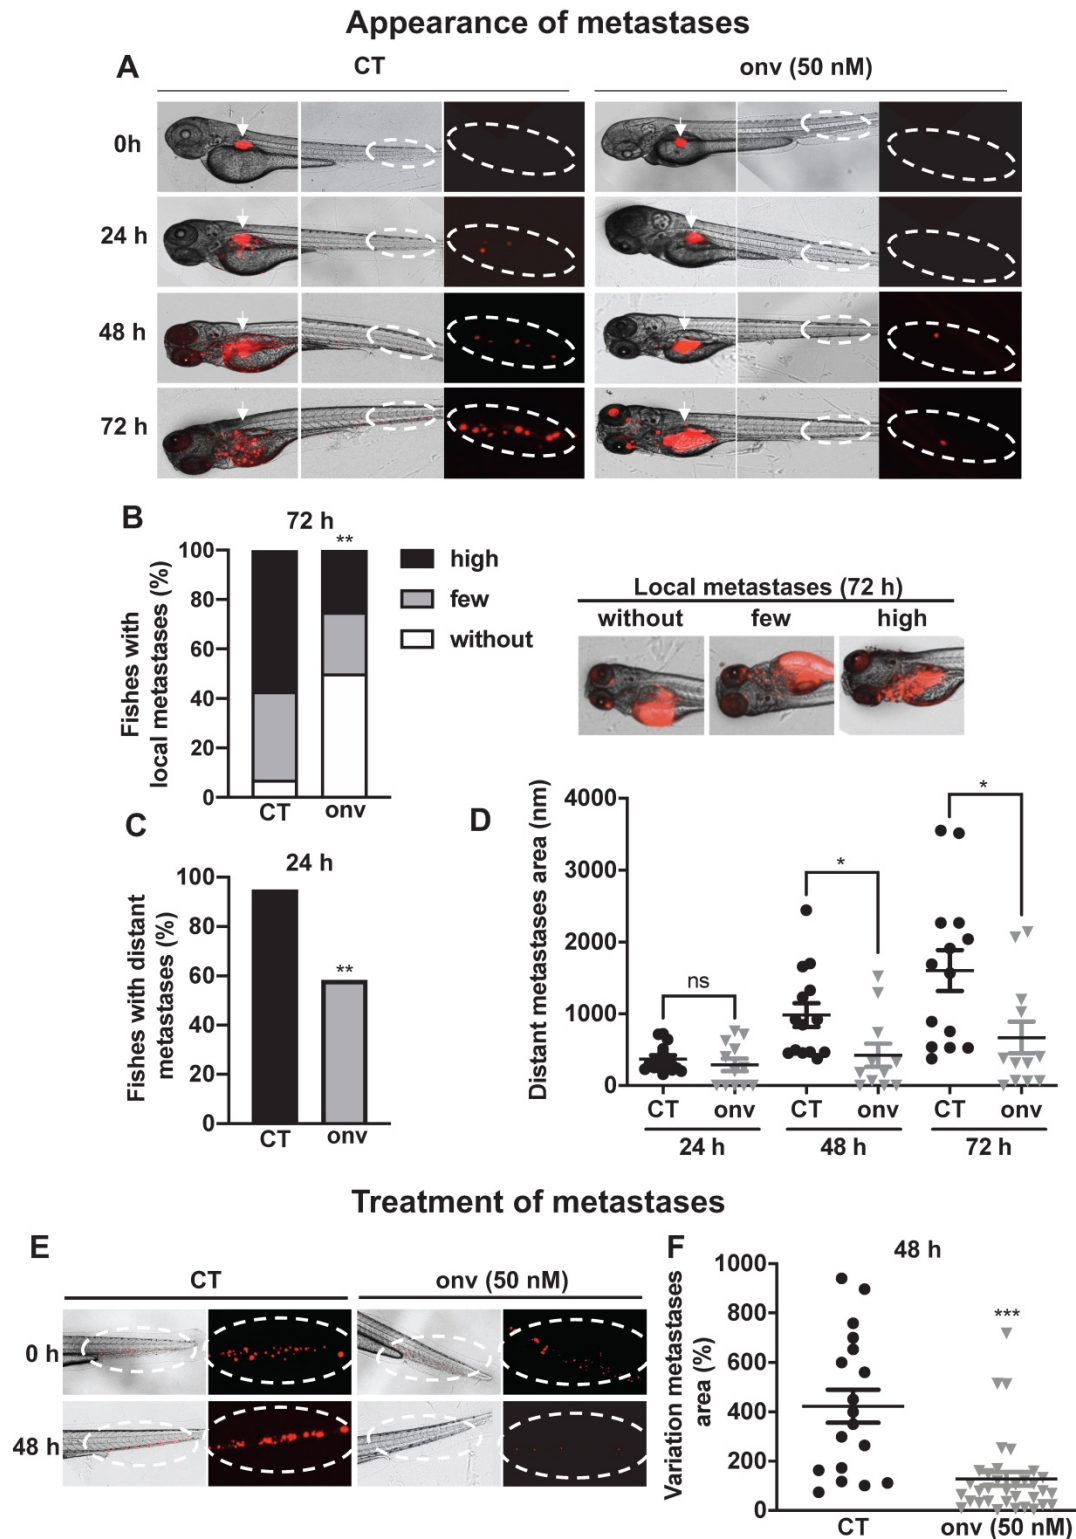 Appearance of metastases
A
CT
onv (50 nM)
0h
24 h
48 h
72 h
B
72 h
**
Fishes with
local metastases (%)
100
80
60
40
20
0
CT
onv
high
few
without
Local metastases (72 h)
without
few
high
C
24 h
Fishes with distant
metastases (%)
100
80
60
40
20
0
**
CT
onv
D
Distant metastases area (nm)
4000
3000
2000
1000
0
ns
*
*
CT
onv
CT
onv
CT
onv
24 h
48 h
72 h
Treatment of metastases
E
CT
onv (50 nM)
0 h
48 h
F
48 h
Variation metastases
area (%)
1000
800
600
400
200
0
***
CT
onv (50 nM)